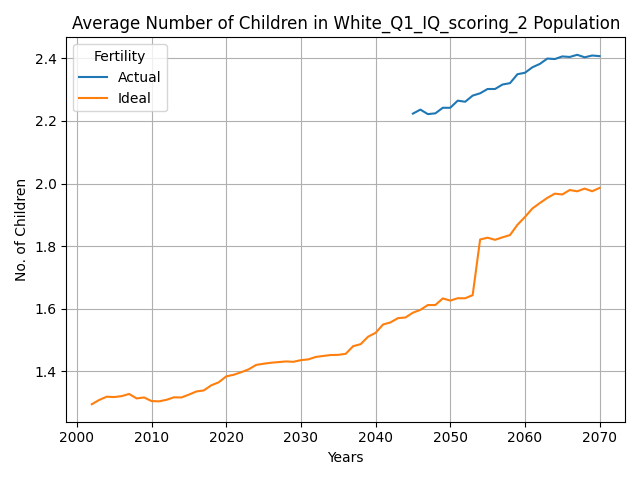 Average Number of Children in White_Q1_IQ_scoring_2 Population
Fertility
Actual
Ideal
No. of Children
2.4
2.2
2.0
1.8
1.6
1.4
2000 2010 2020 2030 2040 2050 2060 2070
Years